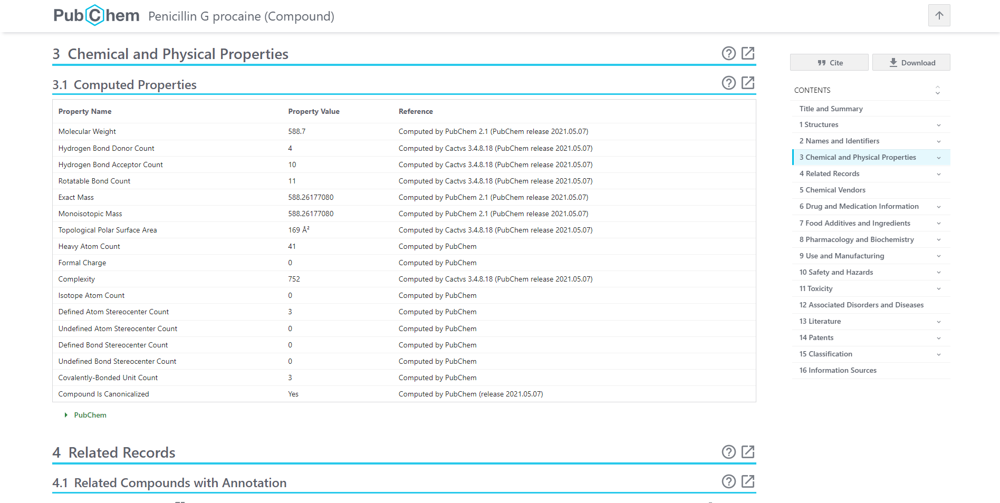 PubChem Penicillin G procaine (Compound)
3 Chemical and Physical Properties
3.1 Computed Properties
Property Name Property Value Reference
Molecular Weight 588.7 Computed by PubChem 2.1 (PubChem release 2021.05.07)
Hydrogen Bond Donor Count 4 Computed by Cactvs 3.4.8.18 (PubChem release 2021.05.07)
Hydrogen Bond Acceptor Count 10 Computed by Cactvs 3.4.8.18 (PubChem release 2021.05.07)
Rotatable Bond Count 11 Computed by Cactvs 3.4.8.18 (PubChem release 2021.05.07)
Exact Mass 588.26177080 Computed by PubChem 2.1 (PubChem release 2021.05.07)
Monoisotopic Mass 588.26177080 Computed by PubChem 2.1 (PubChem release 2021.05.07)
Topological Polar Surface Area 169 Å² Computed by Cactvs 3.4.8.18 (PubChem release 2021.05.07)
Heavy Atom Count 41 Computed by PubChem
Formal Charge 0 Computed by PubChem
Complexity 752 Computed by Cactvs 3.4.8.18 (PubChem release 2021.05.07)
Isotope Atom Count 0 Computed by PubChem
Defined Atom Stereocenter Count 3 Computed by PubChem
Undefined Atom Stereocenter Count 0 Computed by PubChem
Defined Bond Stereocenter Count 0 Computed by PubChem
Undefined Bond Stereocenter Count 0 Computed by PubChem
Covalently-Bonded Unit Count 3 Computed by PubChem
Compound Is Canonicalized Yes Computed by PubChem (release 2021.05.07)
PubChem
4 Related Records
4.1 Related Compounds with Annotation
Cite Download
CONTENTS
Title and Summary
1 Structures
2 Names and Identifiers
3 Chemical and Physical Properties
4 Related Records
5 Chemical Vendors
6 Drug and Medication Information
7 Food Additives and Ingredients
8 Pharmacology and Biochemistry
9 Use and Manufacturing
10 Safety and Hazards
11 Toxicity
12 Associated Disorders and Diseases
13 Literature
14 Patents
15 Classification
16 Information Sources